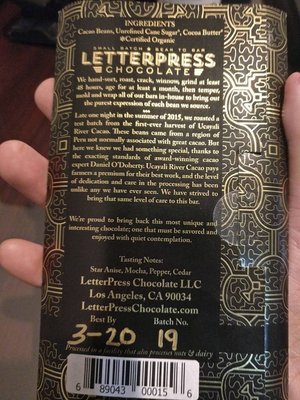 INGREDIENTS
Cacao Beans, Unrefined Cane Sugar*, Cocoa Butter*
*Certified Organic
SMALL BATCH BEAN TO BAR
LETTERPRESS
CHOCOLATE
We hand-sort, roast, crack, winnow, grind at least
48 hours, age for at least a month, then temper,
mold and wrap all of our bars in-house to bring out
the purest expression of each bean we source.
Late one night in the summer of 2015, we roasted a
test batch from the first-ever harvest of Ucayali
River Cacao. These beans came from a region of
Peru not normally associated with great cacao. But
here we knew we had something special, thanks to
the exacting standards of award-winning cacao
expert Daniel O'Doherty. Ucayali River Cacao pays
farmers a premium for their best work, and the level
of dedication and care in the processing has been
unlike any we have ever seen. We have strived to
bring that same level of care to this bar.
We're proud to bring back this most unique and
interesting chocolate; one that must be savored and
enjoyed with quiet contemplation.
Tasting Notes:
Star Anise, Mocha, Pepper, Cedar
LetterPress Chocolate LLC
Los Angeles, CA 90034
LetterPressChocolate.com
Best By Batch No.
3-20 19
Processed in a facility that also processes nuts & dairy
6 89043 00015 6